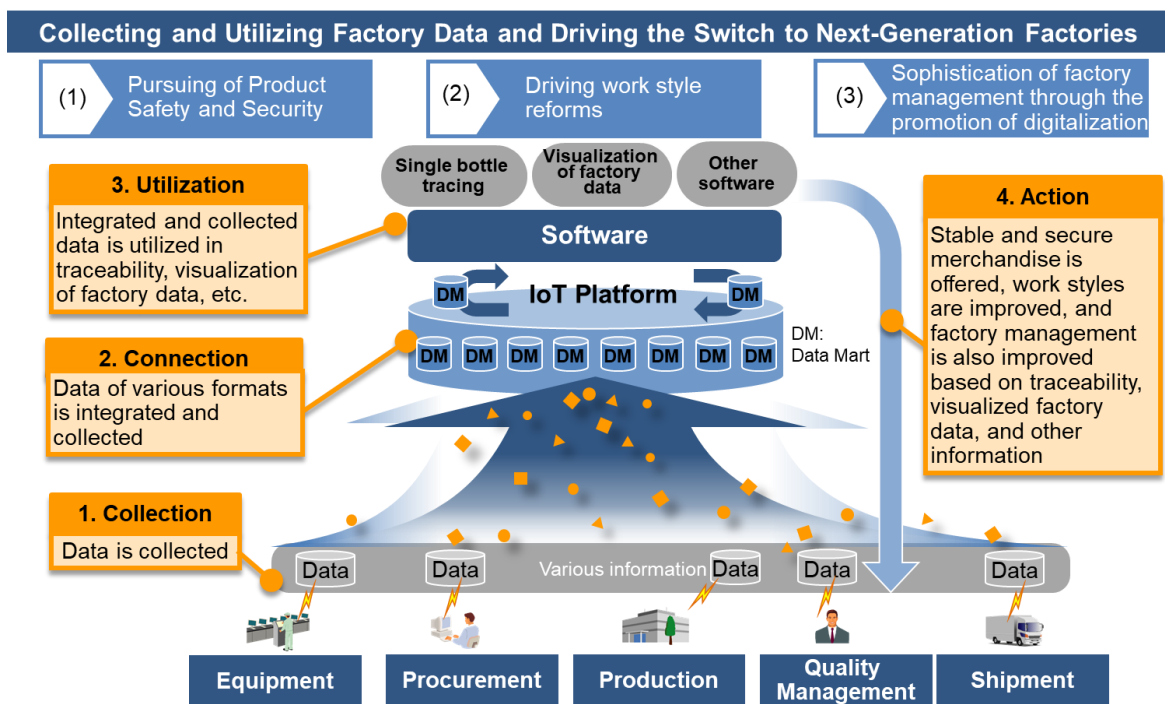 Collecting and Utilizing Factory Data and Driving the Switch to Next-Generation Factories
(1)
Pursuing of Product
Safety and Security
(2)
Driving work style
reforms
(3)
Sophistication of factory
management through the
promotion of digitalization
3. Utilization
Integrated and collected
data is utilized in
traceability, visualization
of factory data, etc.
Single bottle
tracing
Visualization
of factory
data
Other
software
Software
4. Action
Stable and secure
merchandise is
offered, work styles
are improved, and
factory management
is also improved
based on traceability,
visualized factory
data, and other
information
DM
IoT Platform
DM
DM
DM
DM
DM
DM
DM
DM
DM
DM:
Data Mart
2. Connection
Data of various formats
is integrated and
collected
1. Collection
Data is collected
Data
Data
Various information
Data
Data
Data
Equipment
Procurement
Production
Quality
Management
Shipment